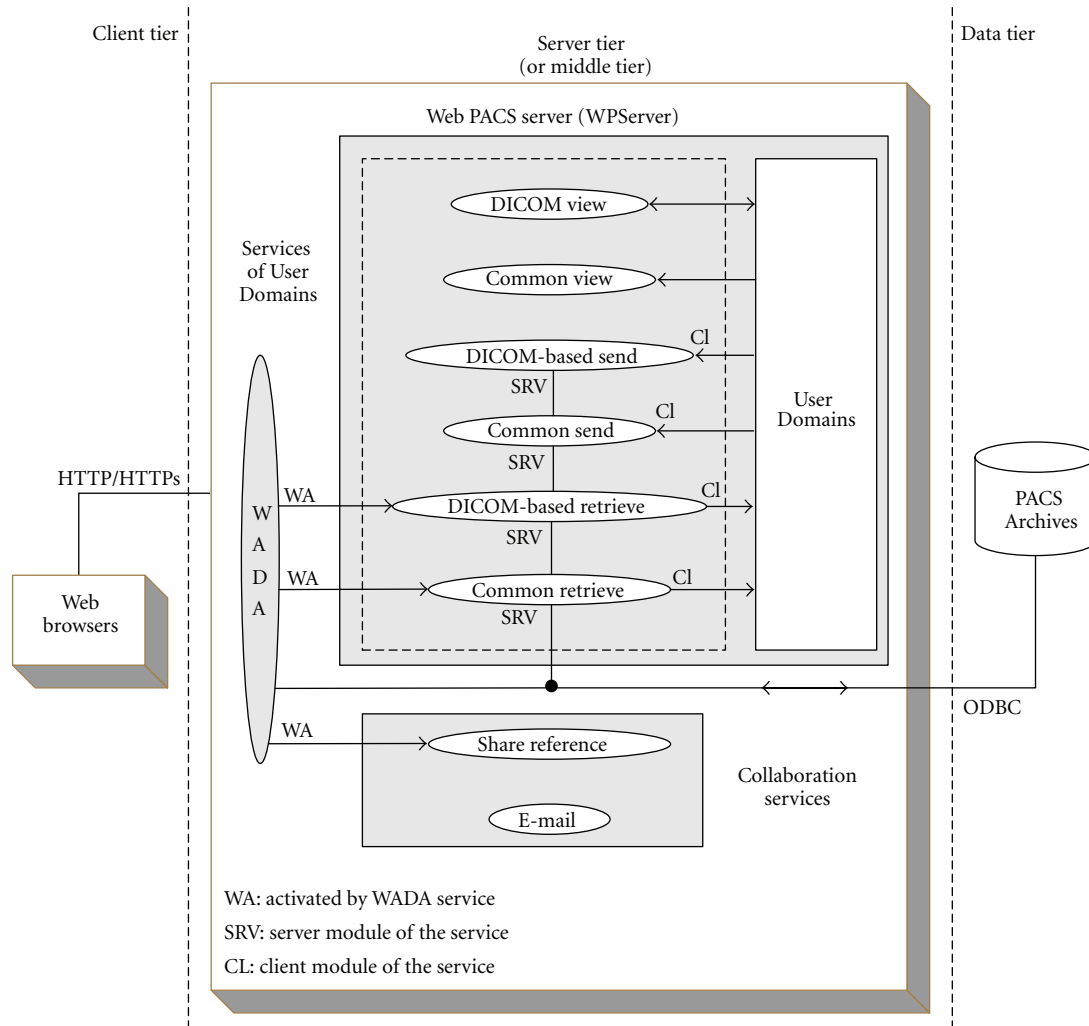 Client tier
Server tier
(or middle tier)
Data tier
Web PACS server (WPServer)
DICOM view
Services
of User
Domains
Common view
Cl
DICOM-based send
SRV
User
Domains
Cl
Common send
SRV
HTTP/HTTPs
WA
Cl
DICOM-based retrieve
SRV
W
A
D
A
PACS
Archives
WA
Cl
Common retrieve
SRV
Web
browsers
ODBC
WA
Share reference
Collaboration
services
E-mail
WA: activated by WADA service
SRV: server module of the service
CL: client module of the service